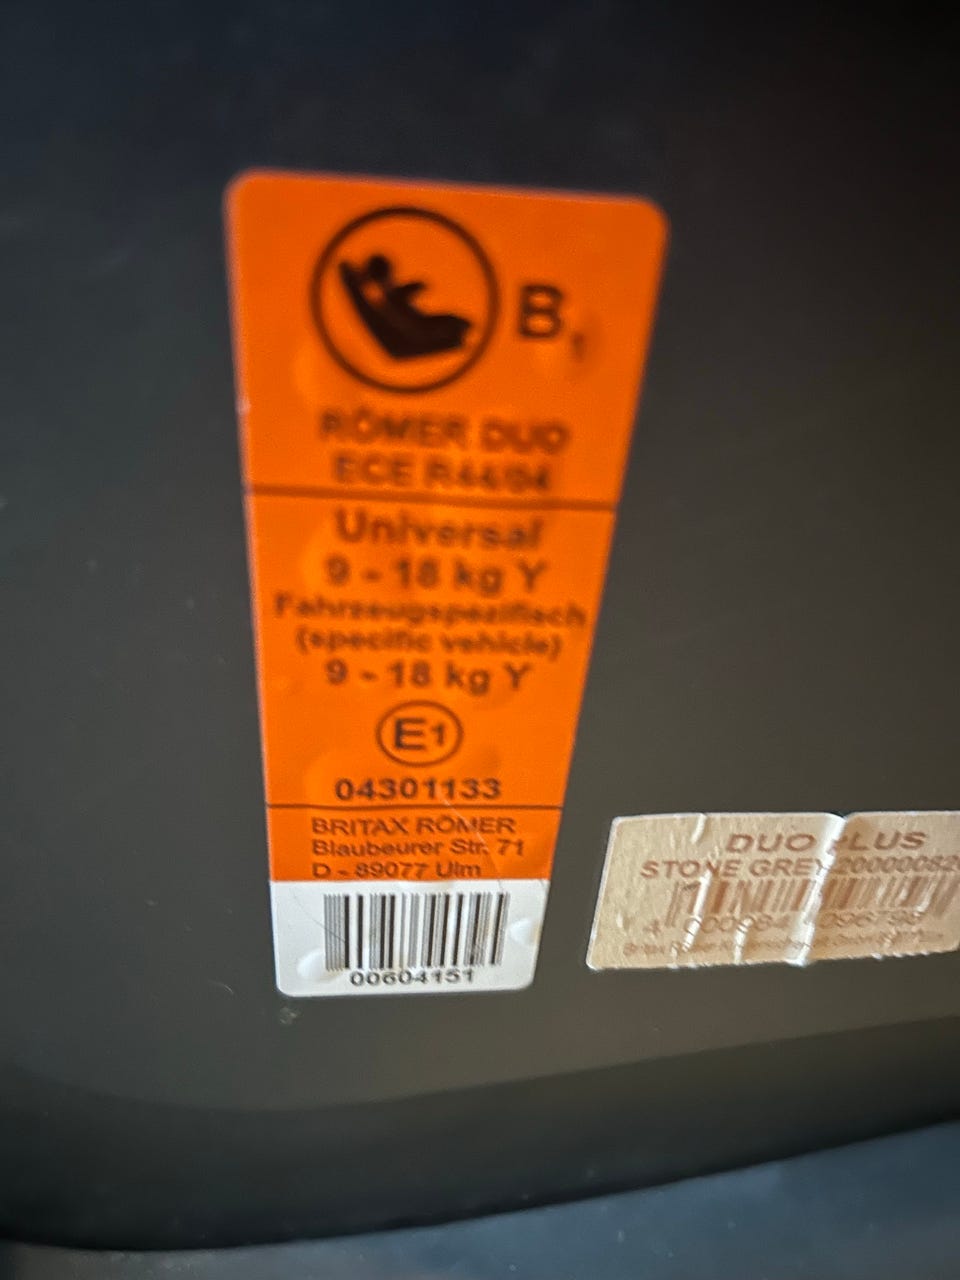 B1
RÖMER DUO
ECE R44/04
Universal
9 - 18 kg Y
Fahrzeugspezifisch
(specific vehicle)
9 - 18 kg Y
E1
04301133
BRITAX RÖMER
Blaubeurer Str. 71
D - 89077 Ulm
00604151
DUO PLUS
STONE GREY